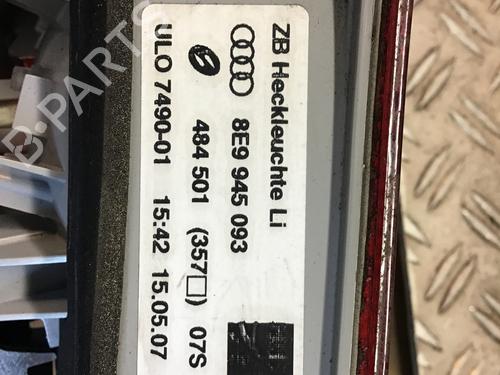 ZB Heckleuchte Li
8E9 945 093
484 501 (357□) 07S
ULO 7490-01 15:42 15.05.07
B-PARTS